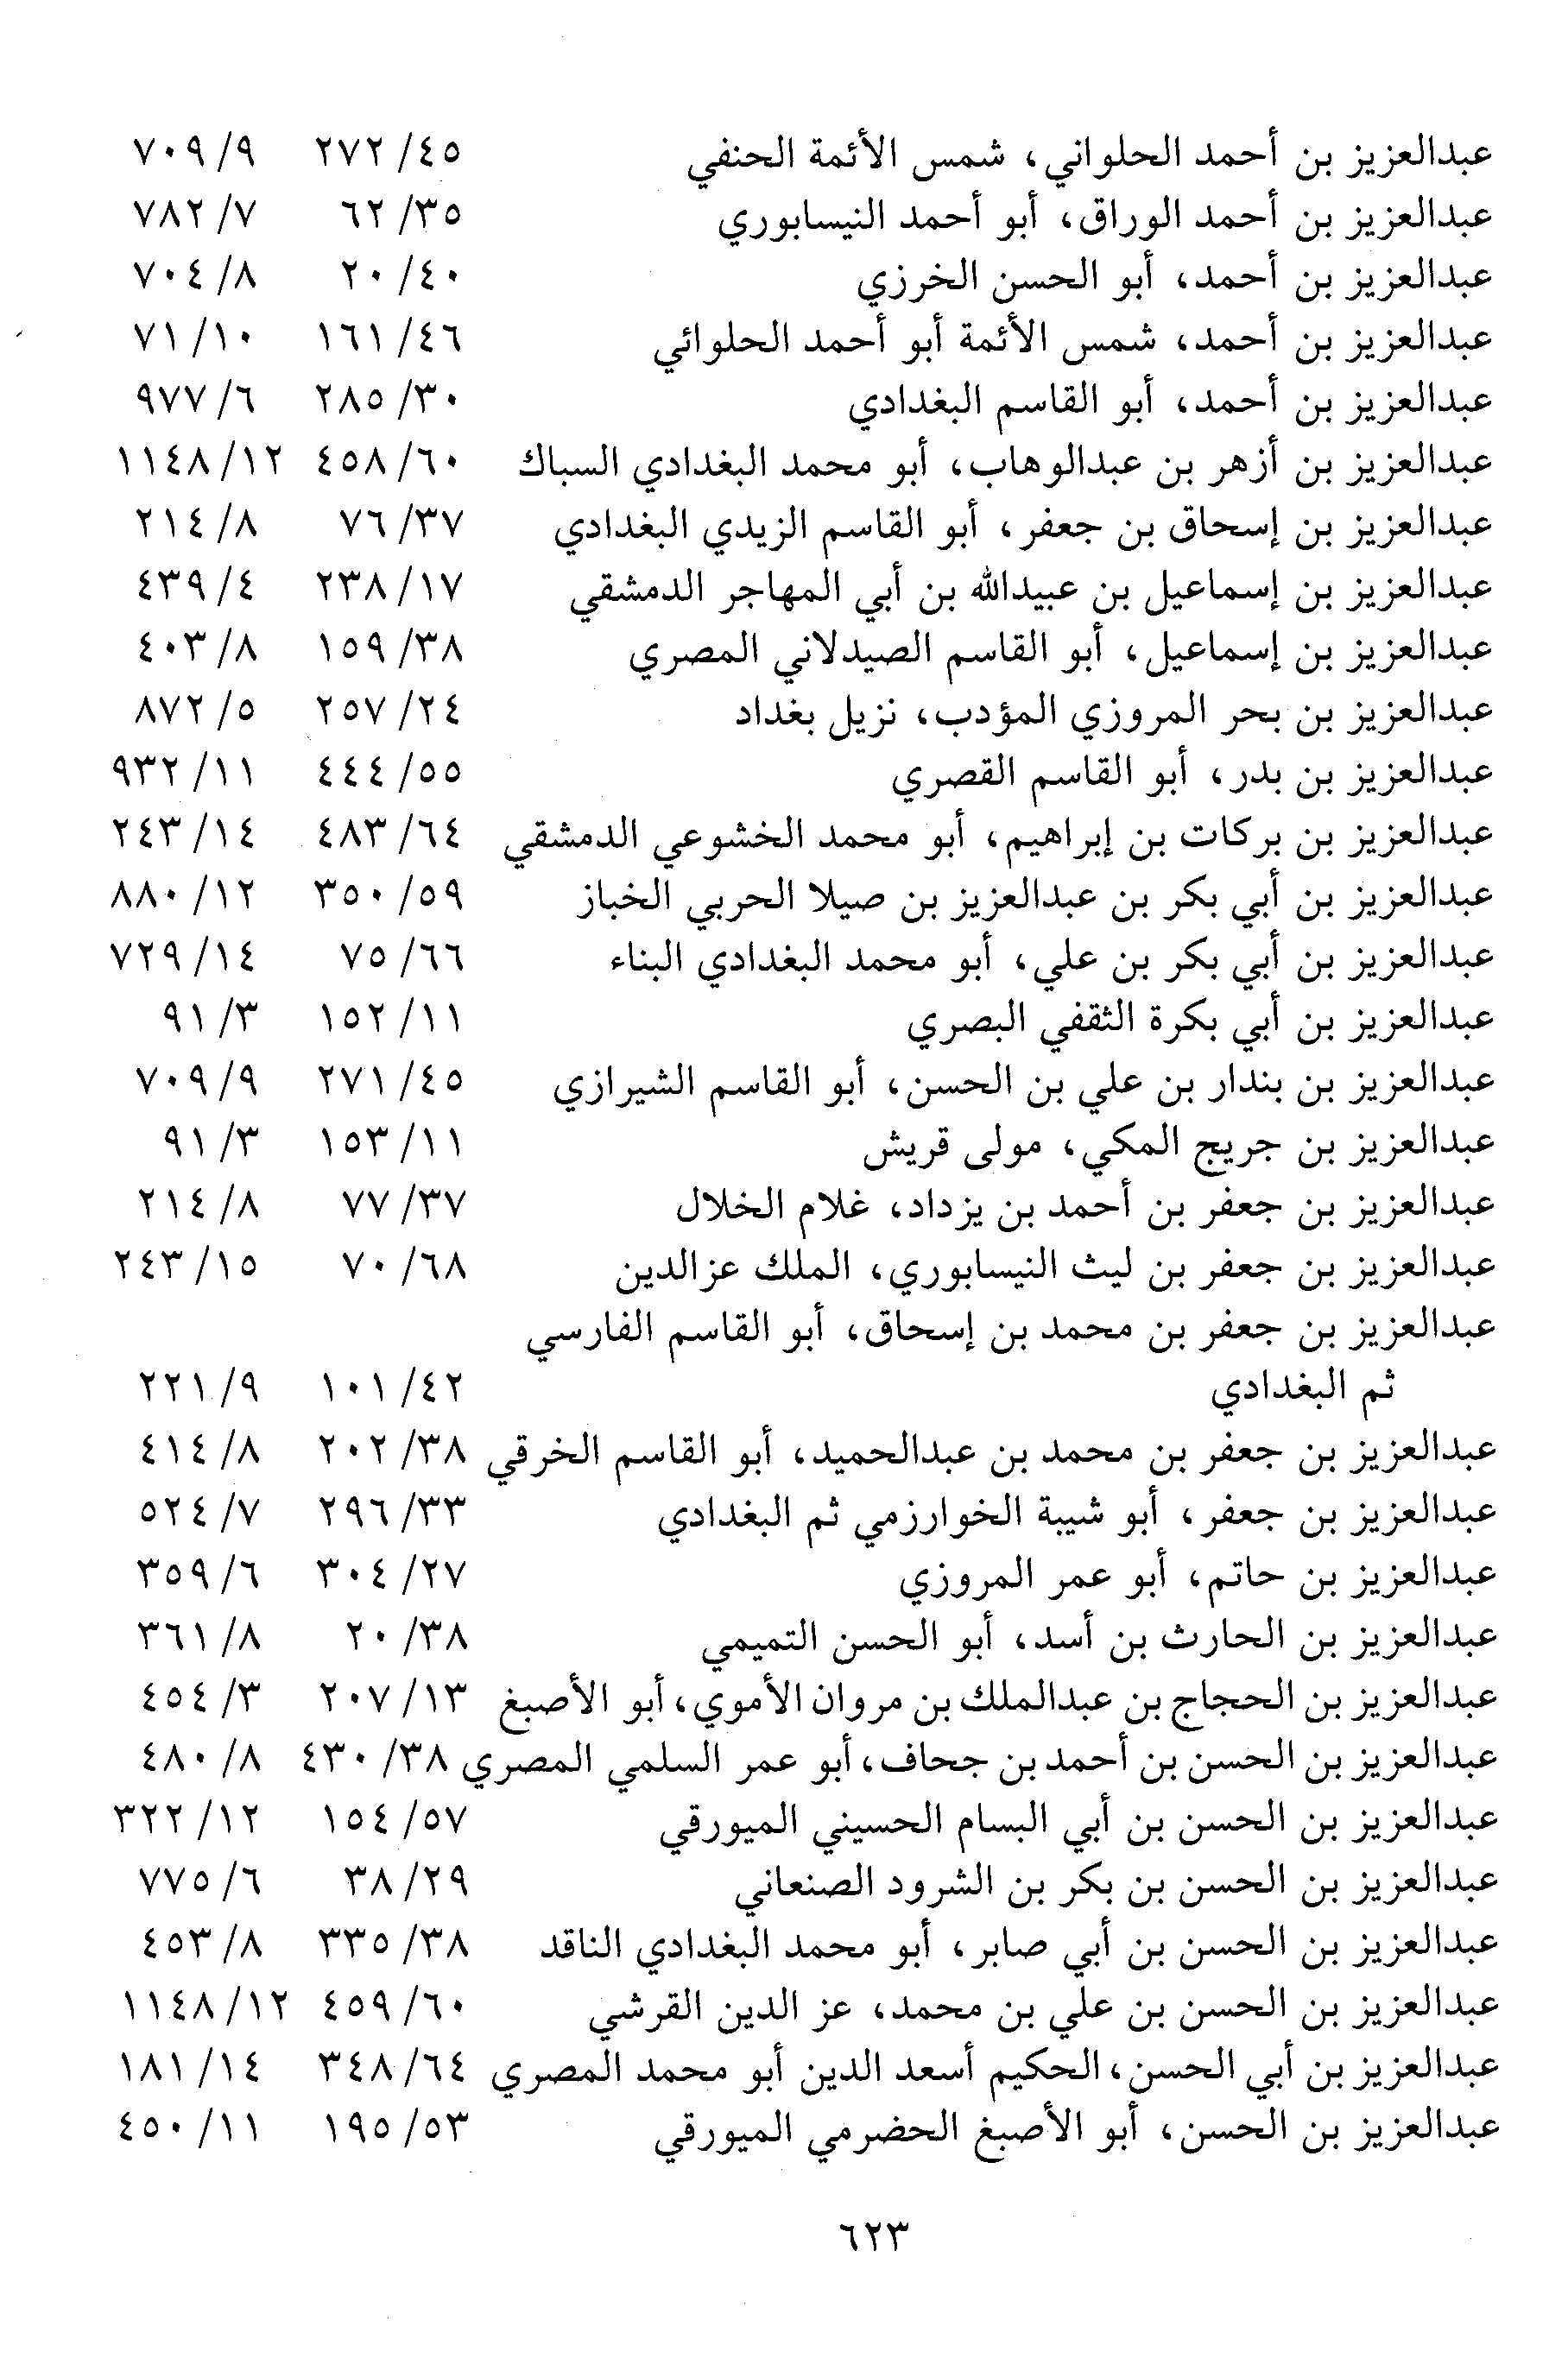 عبدالعزيز بن أحمد الحلواني، شمس الأئمة الحنفي ٤٥/ ٢٧٢ ٩/ ٧٠٩
عبدالعزيز بن أحمد الوراق، أبو أحمد النيسابوري ٣٥/ ٦٢ ٧/ ٧٨٢
عبدالعزيز بن أحمد، أبو الحسن الخرزي ٤٠/ ٢٠ ٨/ ٧٠٤
عبدالعزيز بن أحمد، شمس الأئمة أبو أحمد الحلوائي ٤٦/ ١٦١ ١٠/ ٧١
عبدالعزيز بن أحمد، أبو القاسم البغدادي ٣٠/ ٢٨٥ ٦/ ٩٧٧
عبدالعزيز بن أزهر بن عبدالوهاب، أبو محمد البغدادي السباك ٦٠/ ٤٥٨ ١٢/ ١١٤٨
عبدالعزيز بن إسحاق بن جعفر، أبو القاسم الزيدي البغدادي ٣٧/ ٧٦ ٨/ ٢١٤
عبدالعزيز بن إسماعيل بن عبيدالله بن أبي المهاجر الدمشقي ١٧/ ٢٣٨ ٤/ ٤٣٩
عبدالعزيز بن إسماعيل، أبو القاسم الصيدلاني المصري ٣٨/ ١٥٩ ٨/ ٤٠٣
عبدالعزيز بن بحر المروزي المؤدب، نزيل بغداد ٢٤/ ٢٥٧ ٥/ ٨٧٢
عبدالعزيز بن بدر، أبو القاسم القصري ٥٥/ ٤٤٤ ١١/ ٩٣٢
عبدالعزيز بن بركات بن إبراهيم، أبو محمد الخشوعي الدمشقي ٦٤/ ٤٨٣ ١٤/ ٢٤٣
عبدالعزيز بن أبي بكر بن عبدالعزيز بن صيلا الحربي الخباز ٥٩/ ٣٥٠ ١٢/ ٨٨٠
عبدالعزيز بن أبي بكر بن علي، أبو محمد البغدادي البناء ٦٦/ ٧٥ ١٤/ ٧٢٩
عبدالعزيز بن أبي بكرة الثقفي البصري ١١/ ١٥٢ ٣/ ٩١
عبدالعزيز بن بندار بن علي بن الحسن، أبو القاسم الشيرازي ٤٥/ ٢٧١ ٩/ ٧٠٩
عبدالعزيز بن جريج المكي، مولى قريش ١١/ ١٥٣ ٣/ ٩١
عبدالعزيز بن جعفر بن أحمد بن يزداد، غلام الخلال ٣٧/ ٧٧ ٨/ ٢١٤
عبدالعزيز بن جعفر بن ليث النيسابوري، الملك عزالدين ٦٨/ ٧٠ ١٥/ ٢٤٣
عبدالعزيز بن جعفر بن محمد بن إسحاق، أبو القاسم الفارسي
ثم البغدادي ٤٢/ ١٠١ ٩/ ٢٢١
عبدالعزيز بن جعفر بن محمد بن عبدالحميد، أبو القاسم الخرقي ٣٨/ ٢٠٢ ٨/ ٤١٤
عبدالعزيز بن جعفر، أبو شيبة الخوارزمي ثم البغدادي ٣٣/ ٢٩٦ ٧/ ٥٢٤
عبدالعزيز بن حاتم، أبو عمر المروزي ٢٧/ ٣٠٤ ٦/ ٣٥٩
عبدالعزيز بن الحارث بن أسد، أبو الحسن التميمي ٣٨/ ٢٠ ٨/ ٣٦١
عبدالعزيز بن الحجاج بن عبدالملك بن مروان الأموي، أبو الأصبغ ١٣/ ٢٠٧ ٣/ ٤٥٤
عبدالعزيز بن الحسن بن أحمد بن جحاف، أبو عمر السلمي المصري ٣٨/ ٤٣٠ ٨/ ٤٨٠
عبدالعزيز بن الحسن بن أبي البسام الحسيني الميورقي ٥٧/ ١٥٤ ١٢/ ٣٢٢
عبدالعزيز بن الحسن بن بكر بن الشرود الصنعاني ٢٩/ ٣٨ ٦/ ٧٧٥
عبدالعزيز بن الحسن بن أبي صابر، أبو محمد البغدادي الناقد ٣٨/ ٣٣٥ ٨/ ٤٥٣
عبدالعزيز بن الحسن بن علي بن محمد، عز الدين القرشي ٦٠/ ٤٥٩ ١٢/ ١١٤٨
عبدالعزيز بن أبي الحسن، الحكيم أسعد الدين أبو محمد المصري ٦٤/ ٣٤٨ ١٤/ ١٨١
عبدالعزيز بن الحسن، أبو الأصبغ الحضرمي الميورقي ٥٣/ ١٩٥ ١١/ ٤٥٠
٦٢٣